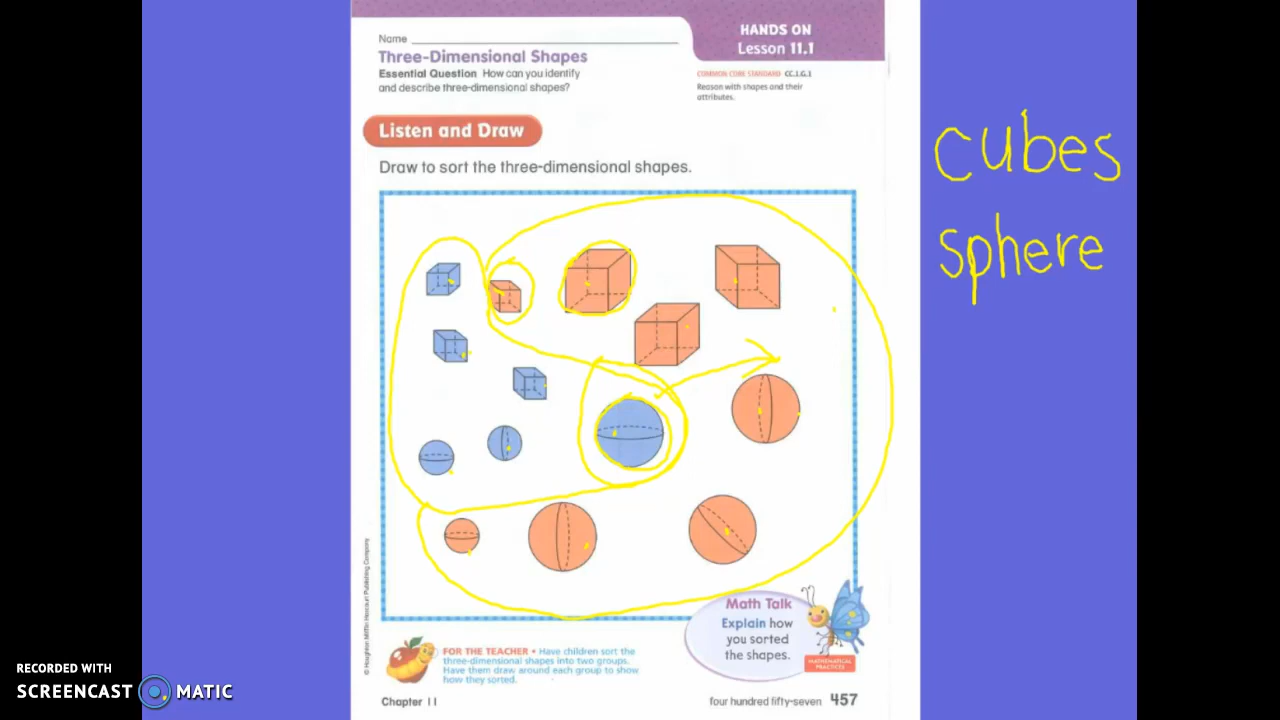 HANDS ON
Lesson 11.1
Name
Three-Dimensional Shapes
Essential Question How can you identify
and describe three-dimensional shapes?
COMMON CORE STANDARD CC.1.G.1
Reason with shapes and their
attributes.
Listen and Draw
Draw to sort the three-dimensional shapes.
cubes
sphere
Math Talk
Explain how
you sorted
the shapes.
MATHEMATICAL
PRACTICES
FOR THE TEACHER • Have children sort the
three-dimensional shapes into two groups.
Have them draw around each group to show
how they sorted.
© Houghton Mifflin Harcourt Publishing Company
Chapter 11
four hundred fifty-seven 457
RECORDED WITH
SCREENCAST MATIC